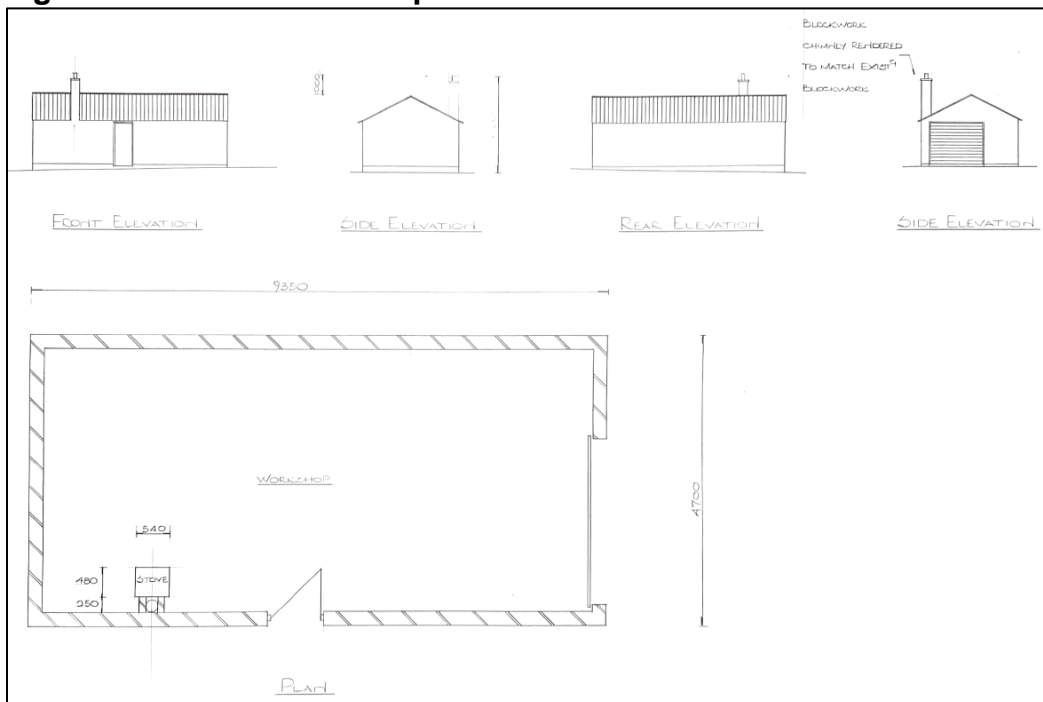 BLOCKWORK
CHIMNEY RENDERED
TO MATCH EXISTG
BLOCKWORK
1000
FRONT ELEVATION
SIDE ELEVATION
REAR ELEVATION
SIDE ELEVATION
9350
WORKSHOP
4700
540
480
STOVE
250
PLAN